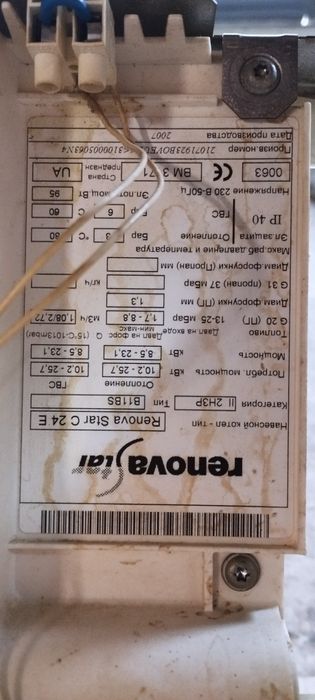 renova Star
Навесной котел - тип Renova Star C 24 E
Категория II 2H3P Тип B11BS
Отопление ГВС
Потребл. мощность 10,2 - 25,7 10,2 - 25,7
Мощность кВт 8,5 - 23,1 8,5 - 23,1
Топливо Давл на входе Давл на форс мин-макс Q (15°C-1013mbar)
G 20 (ПГ) 13-25 мБар 1,7 - 8,8 м3/ч 1,08/2,72
Диам форсунки (ПГ) мм 1,3
G 31 (пропан) 37 мБар кг/ч
Диам форсунки (Пропан) мм
Макс раб.давление и температура
Эл.защита Отопление 3 Бар 80 °C
IP 40 ГВС 6 Бар 60 °C
Напряжение 230 В-50Гц Эл.пот.мощ.Вт 95
0063 CE BM 3 71 Страна предназн UA
Произв.номер
Дата производства 2007